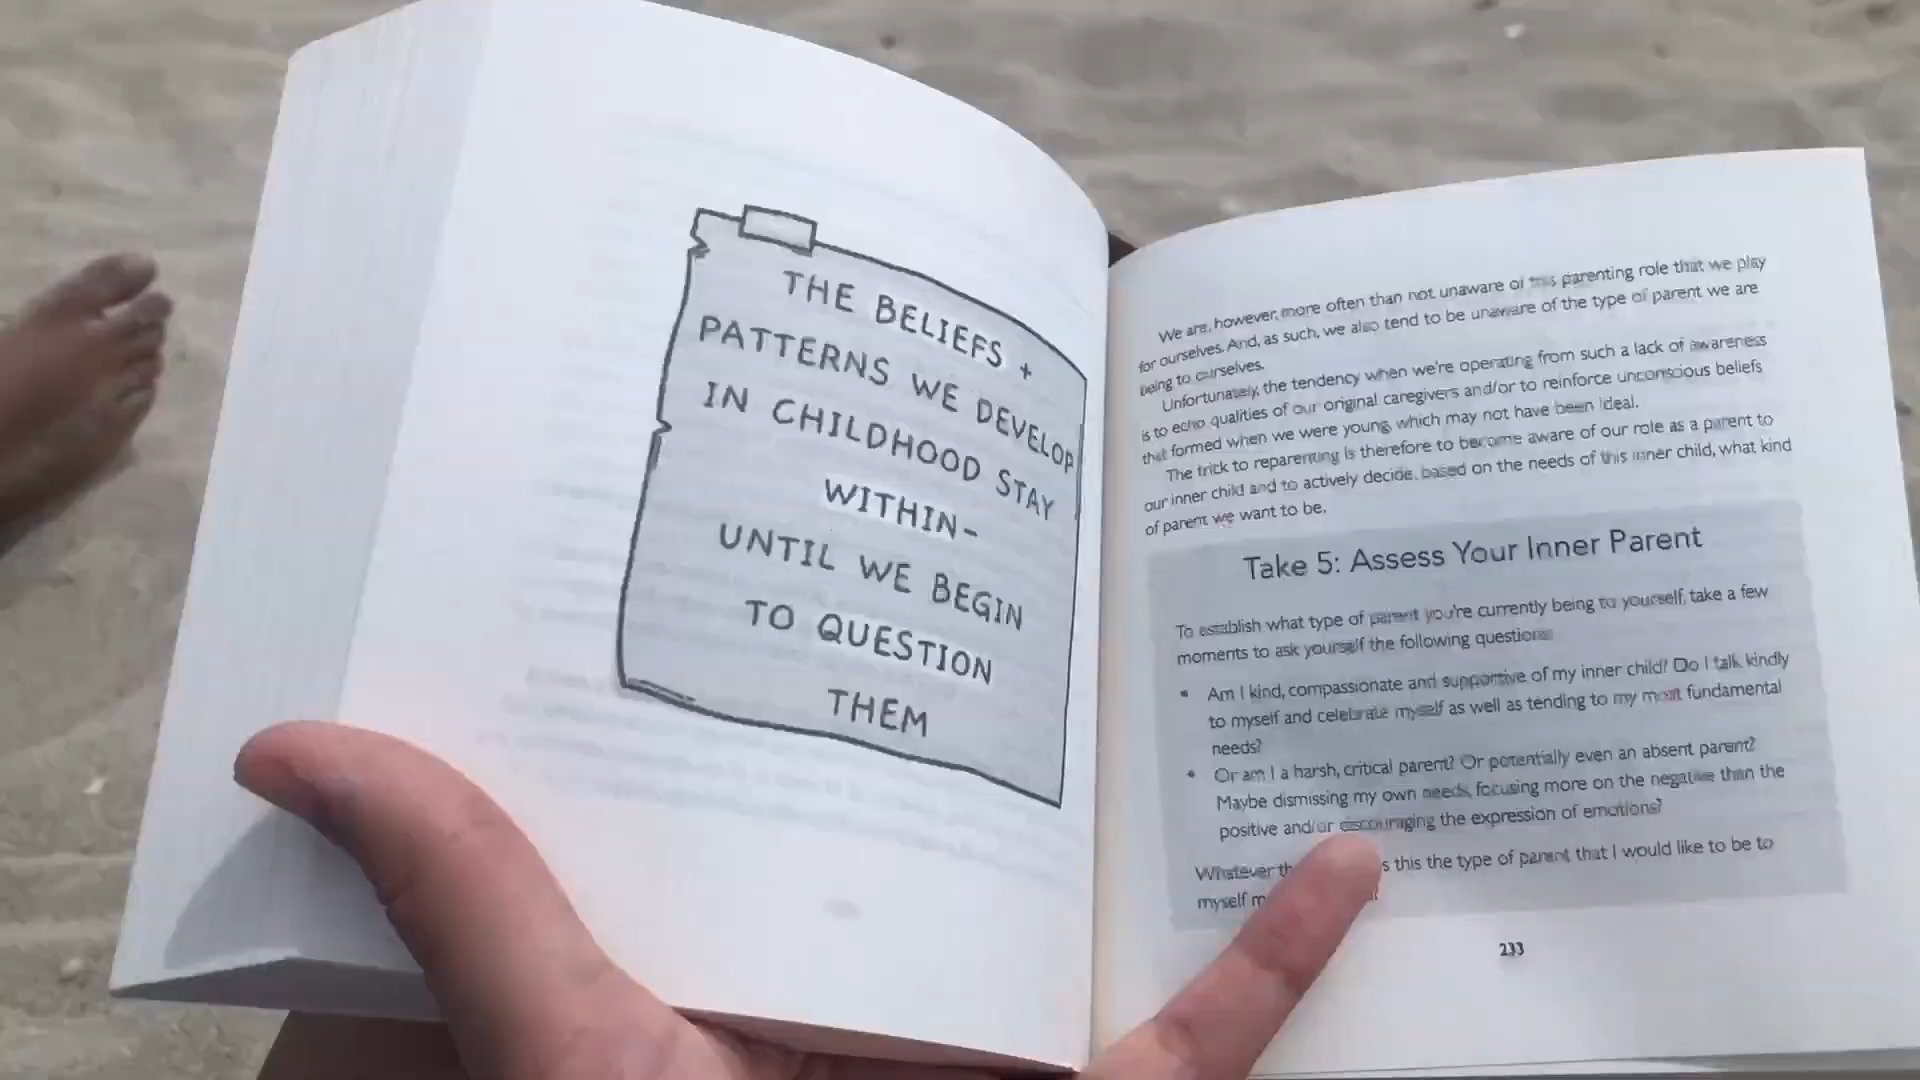 THE BELIEFS +
PATTERNS WE DEVELOP
IN CHILDHOOD STAY
WITHIN-
UNTIL WE BEGIN
TO QUESTION
THEM
We are, however, more often than not unaware of this parenting role that we play
for ourselves. And, as such, we also tend to be unaware of the type of parent we are
being to ourselves.
Unfortunately, the tendency when we're operating from such a lack of awareness
is to echo qualities of our original caregivers and/or to reinforce unconscious beliefs
that formed when we were young, which may not have been ideal.
The trick to reparenting is therefore to become aware of our role as a parent to
our inner child and to actively decide, based on the needs of this inner child, what kind
of parent we want to be.
Take 5: Assess Your Inner Parent
To establish what type of parent you're currently being to yourself, take a few
moments to ask yourself the following questions:
• Am I kind, compassionate and supportive of my inner child? Do I talk kindly
to myself and celebrate myself as well as tending to my most fundamental
needs?
• Or am I a harsh, critical parent? Or potentially even an absent parent?
Maybe dismissing my own needs, focusing more on the negative than the
positive and/or discouraging the expression of emotions?
Whatever this the type of parent that I would like to be to
myself
233